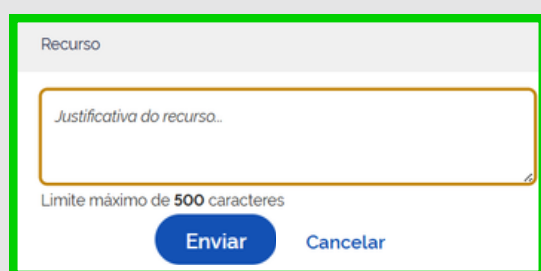 Recurso
Justificativa do recurso...
Limite máximo de 500 caracteres
Enviar Cancelar